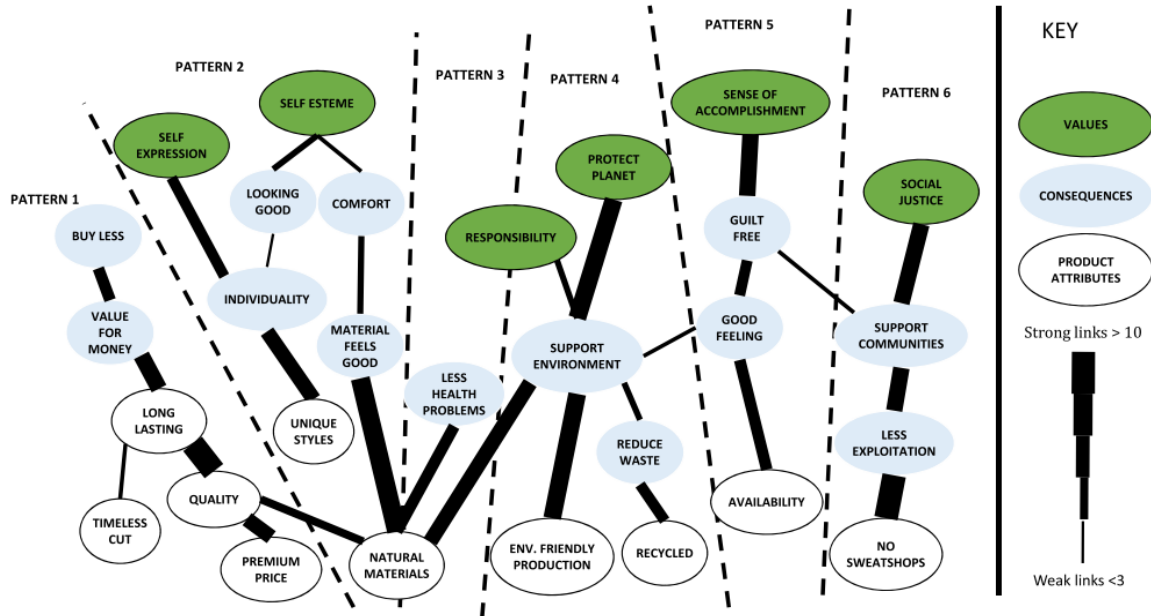 PATTERN 5
KEY
PATTERN 2
PATTERN 3
PATTERN 4
PATTERN 6
SELF ESTEME
SENSE OF
ACCOMPLISHMENT
VALUES
SELF
EXPRESSION
PROTECT
PLANET
LOOKING
GOOD
COMFORT
SOCIAL
JUSTICE
CONSEQUENCES
PATTERN 1
BUY LESS
RESPONSIBILITY
GUILT
FREE
PRODUCT
ATTRIBUTES
INDIVIDUALITY
VALUE
FOR
MONEY
MATERIAL
FEELS
GOOD
SUPPORT
ENVIRONMENT
GOOD
FEELING
SUPPORT
COMMUNITIES
Strong links > 10
LESS
HEALTH
PROBLEMS
LONG
LASTING
UNIQUE
STYLES
REDUCE
WASTE
LESS
EXPLOITATION
QUALITY
AVAILABILITY
TIMELESS
CUT
PREMIUM
PRICE
NATURAL
MATERIALS
ENV. FRIENDLY
PRODUCTION
RECYCLED
NO
SWEATSHOPS
Weak links <3